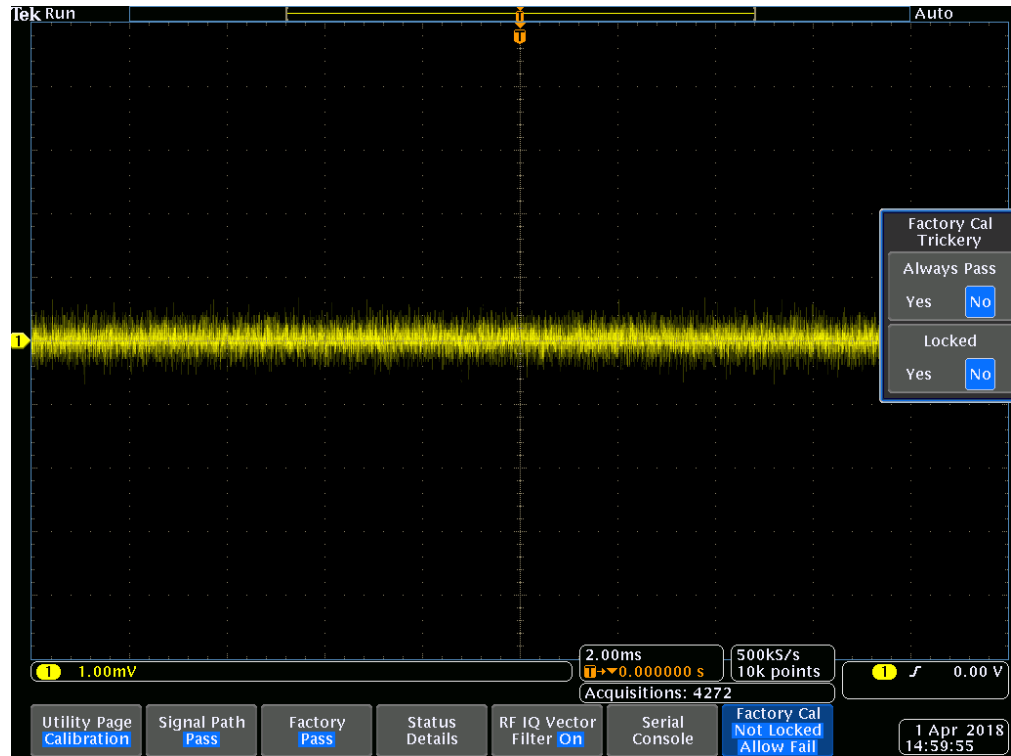 Tek Run
Auto
T
T
Factory Cal
Trickery
Always Pass
Yes No
Locked
Yes No
1
1 1.00mV
2.00ms
T→▼0.000000 s
500kS/s
10k points
Acquisitions: 4272
1 0.00 V
Utility Page
Calibration
Signal Path
Pass
Factory
Pass
Status
Details
RF IQ Vector
Filter On
Serial
Console
Factory Cal
Not Locked
Allow Fail
1 Apr 2018
14:59:55